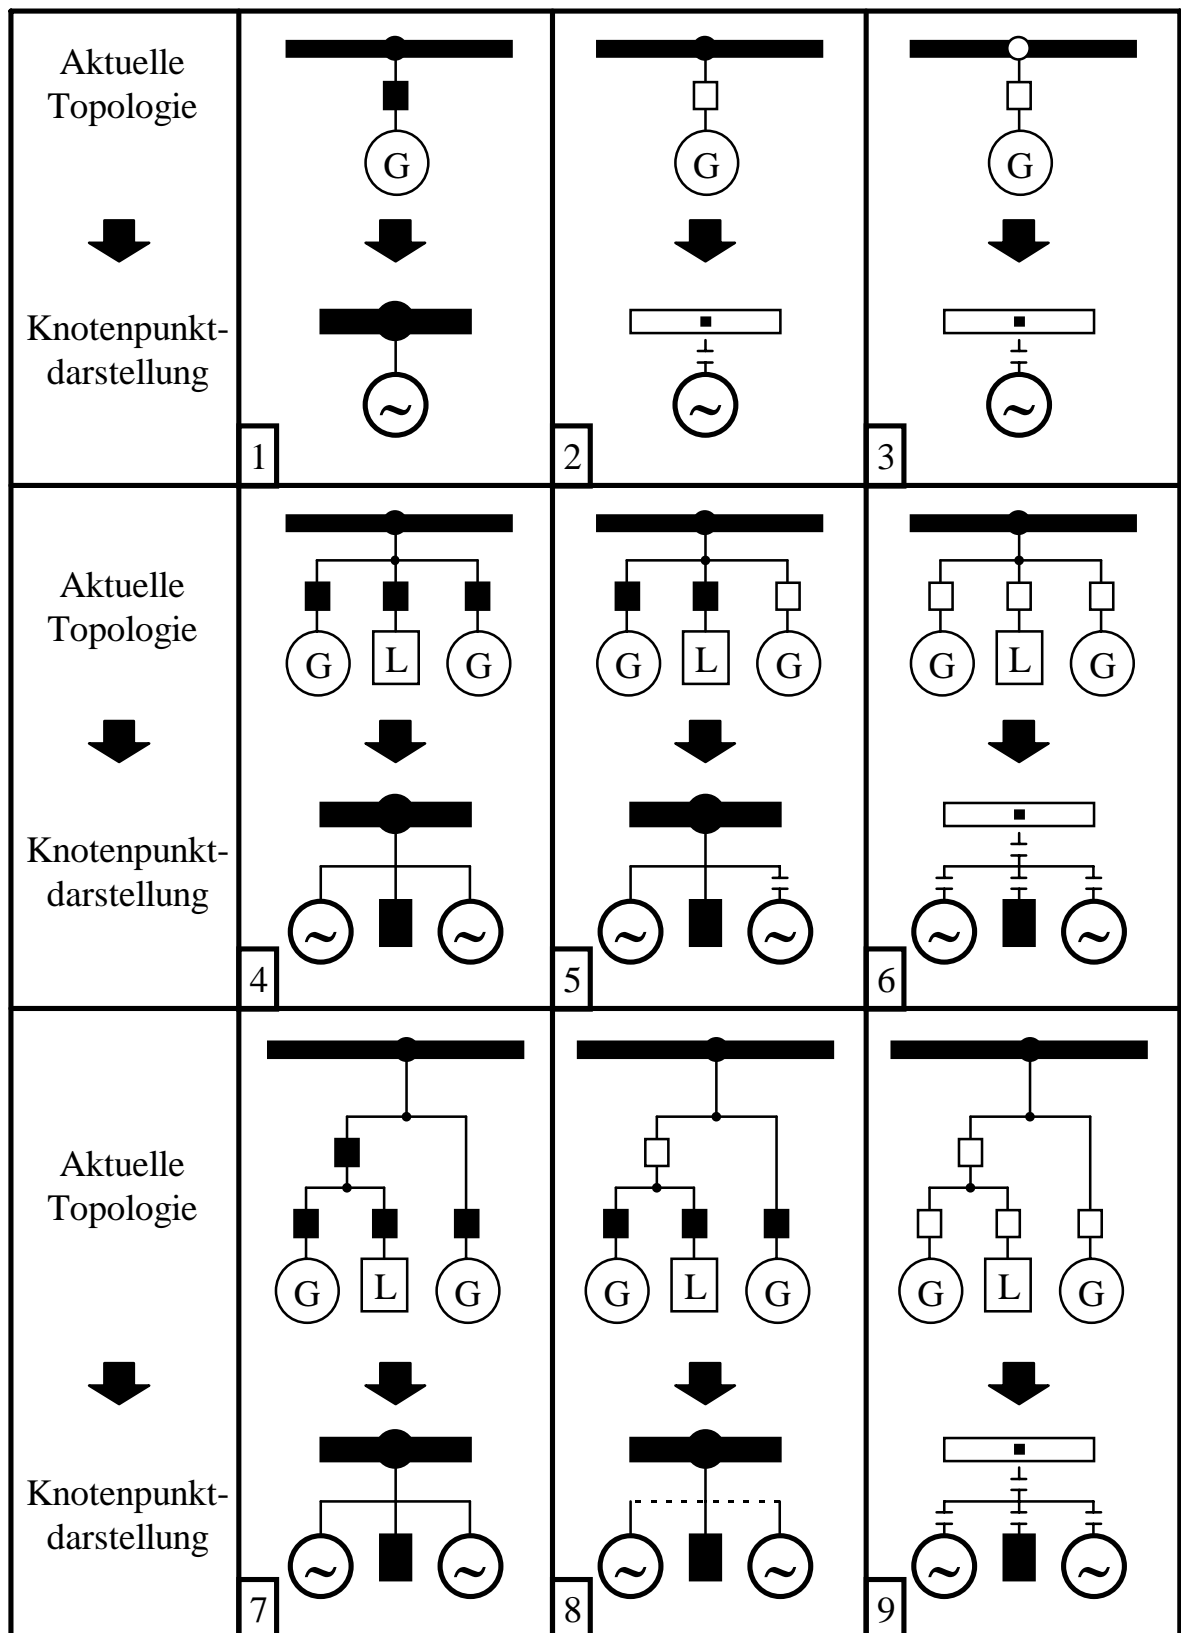 Aktuelle
Topologie
G
G
G
Knotenpunkt-
darstellung
~
~
~
1
2
3
Aktuelle
Topologie
G L G
G L G
G L G
Knotenpunkt-
darstellung
~ ~
~ ~
~ ~
4
5
6
Aktuelle
Topologie
G L G
G L G
G L G
Knotenpunkt-
darstellung
~ ~
~ ~
~ ~
7
8
9